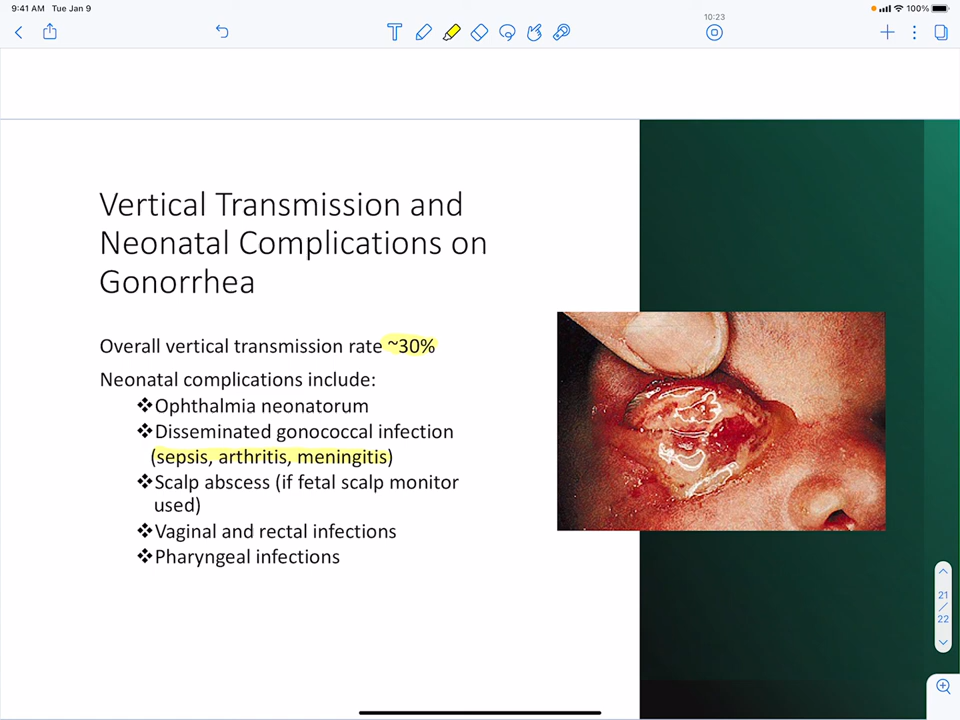 9:41 AM Tue Jan 9
100%
10:23
Vertical Transmission and
Neonatal Complications on
Gonorrhea
Overall vertical transmission rate ~30%
Neonatal complications include:
❖Ophthalmia neonatorum
❖Disseminated gonococcal infection
(sepsis, arthritis, meningitis)
❖Scalp abscess (if fetal scalp monitor
used)
❖Vaginal and rectal infections
❖Pharyngeal infections
21
/
22